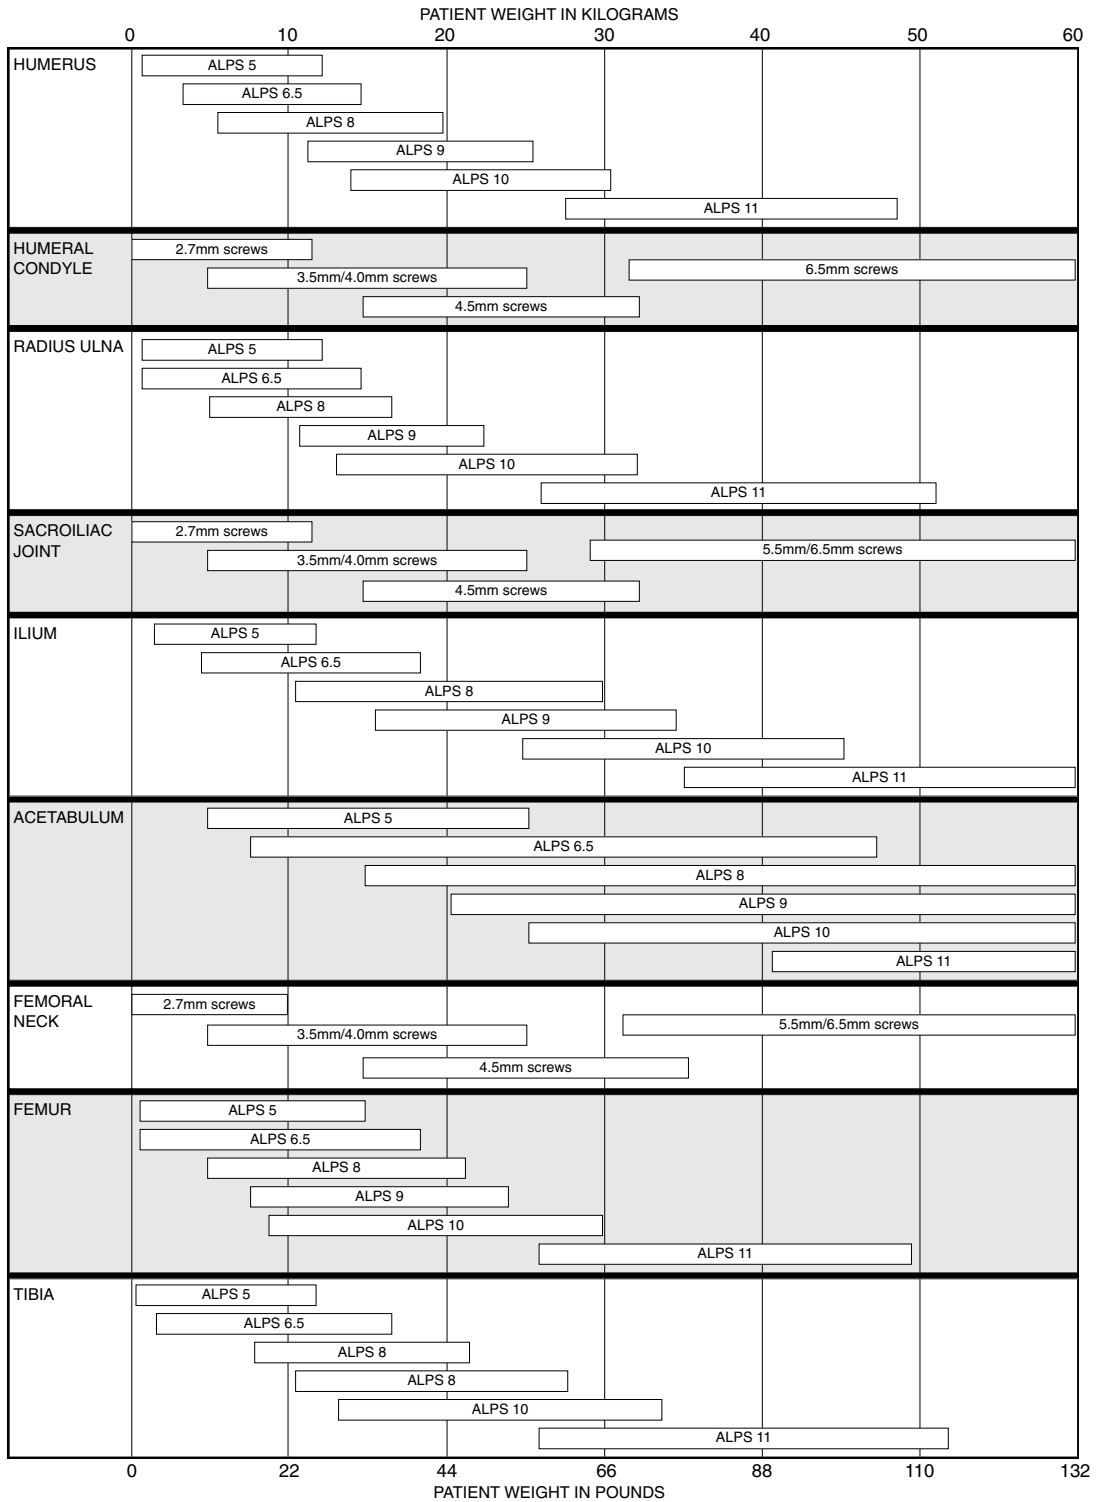 PATIENT WEIGHT IN KILOGRAMS
0 10 20 30 40 50 60
HUMERUS
ALPS 5
ALPS 6.5
ALPS 8
ALPS 9
ALPS 10
ALPS 11
HUMERAL
CONDYLE
2.7mm screws
6.5mm screws
3.5mm/4.0mm screws
4.5mm screws
RADIUS ULNA
ALPS 5
ALPS 6.5
ALPS 8
ALPS 9
ALPS 10
ALPS 11
SACROILIAC
JOINT
2.7mm screws
5.5mm/6.5mm screws
3.5mm/4.0mm screws
4.5mm screws
ILIUM
ALPS 5
ALPS 6.5
ALPS 8
ALPS 9
ALPS 10
ALPS 11
ACETABULUM
ALPS 5
ALPS 6.5
ALPS 8
ALPS 9
ALPS 10
ALPS 11
FEMORAL
NECK
2.7mm screws
5.5mm/6.5mm screws
3.5mm/4.0mm screws
4.5mm screws
FEMUR
ALPS 5
ALPS 6.5
ALPS 8
ALPS 9
ALPS 10
ALPS 11
TIBIA
ALPS 5
ALPS 6.5
ALPS 8
ALPS 8
ALPS 10
ALPS 11
0 22 44 66 88 110 132
PATIENT WEIGHT IN POUNDS